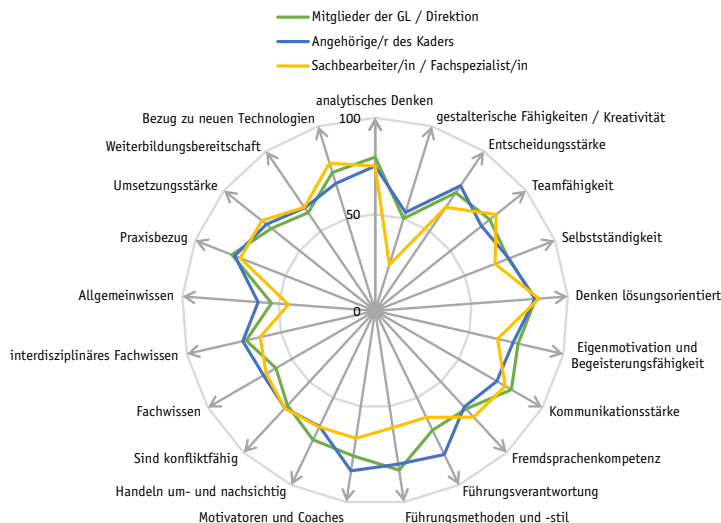 Mitglieder der GL / Direktion
Angehörige/r des Kaders
Sachbearbeiter/in / Fachspezialist/in
analytisches Denken
gestalterische Fähigkeiten / Kreativität
Entscheidungsstärke
Teamfähigkeit
Selbstständigkeit
Denken lösungsorientiert
Eigenmotivation und
Begeisterungsfähigkeit
Kommunikationsstärke
Fremdsprachenkompetenz
Führungsverantwortung
Führungsmethoden und -stil
Motivatoren und Coaches
Handeln um- und nachsichtig
Sind konfliktfähig
Fachwissen
interdisziplinäres Fachwissen
Allgemeinwissen
Praxisbezug
Umsetzungsstärke
Weiterbildungsbereitschaft
Bezug zu neuen Technologien
100
50
0